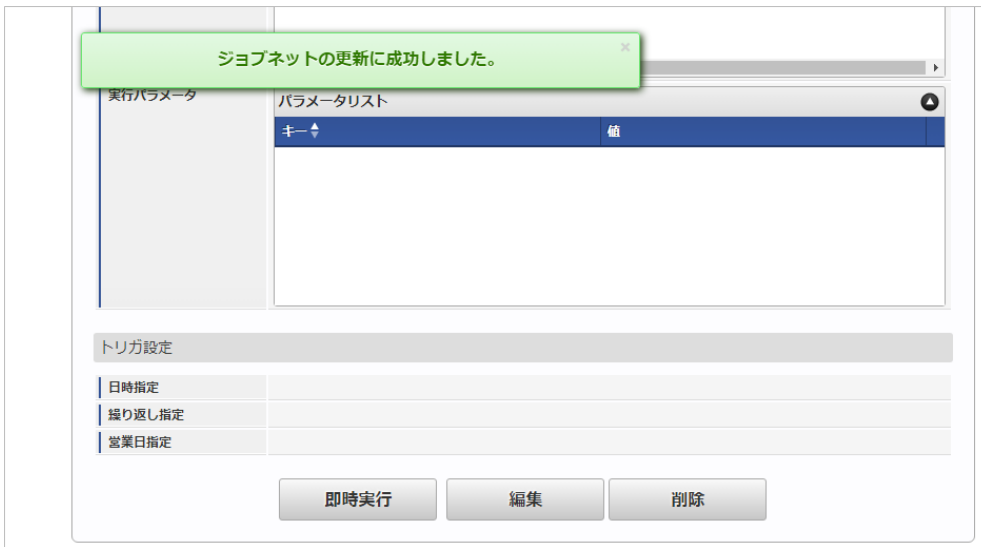 ジョブネットの更新に成功しました。
×
実行パラメータ
パラメータリスト
キー
値
トリガ設定
日時指定
繰り返し指定
営業日指定
即時実行 編集 削除